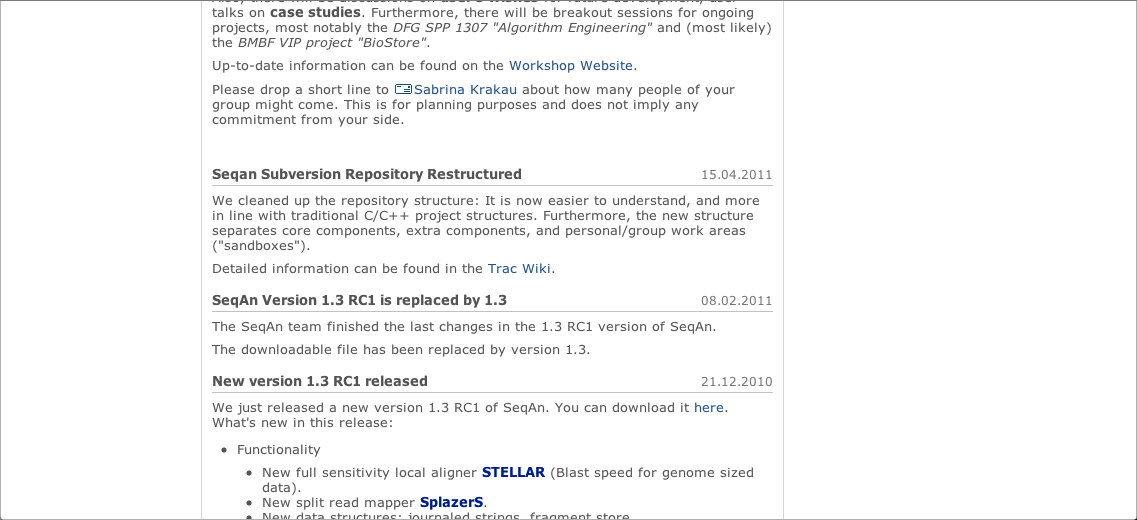 talks on case studies. Furthermore, there will be breakout sessions for ongoing
projects, most notably the DFG SPP 1307 "Algorithm Engineering" and (most likely)
the BMBF VIP project "BioStore".
Up-to-date information can be found on the Workshop Website.
Please drop a short line to Sabrina Krakau about how many people of your
group might come. This is for planning purposes and does not imply any
commitment from your side.
Seqan Subversion Repository Restructured 15.04.2011
We cleaned up the repository structure: It is now easier to understand, and more
in line with traditional C/C++ project structures. Furthermore, the new structure
separates core components, extra components, and personal/group work areas
("sandboxes").
Detailed information can be found in the Trac Wiki.
SeqAn Version 1.3 RC1 is replaced by 1.3 08.02.2011
The SeqAn team finished the last changes in the 1.3 RC1 version of SeqAn.
The downloadable file has been replaced by version 1.3.
New version 1.3 RC1 released 21.12.2010
We just released a new version 1.3 RC1 of SeqAn. You can download it here.
What's new in this release:
• Functionality
• New full sensitivity local aligner STELLAR (Blast speed for genome sized
data).
• New split read mapper SplazerS.
• New data structures: journaled strings, fragment store